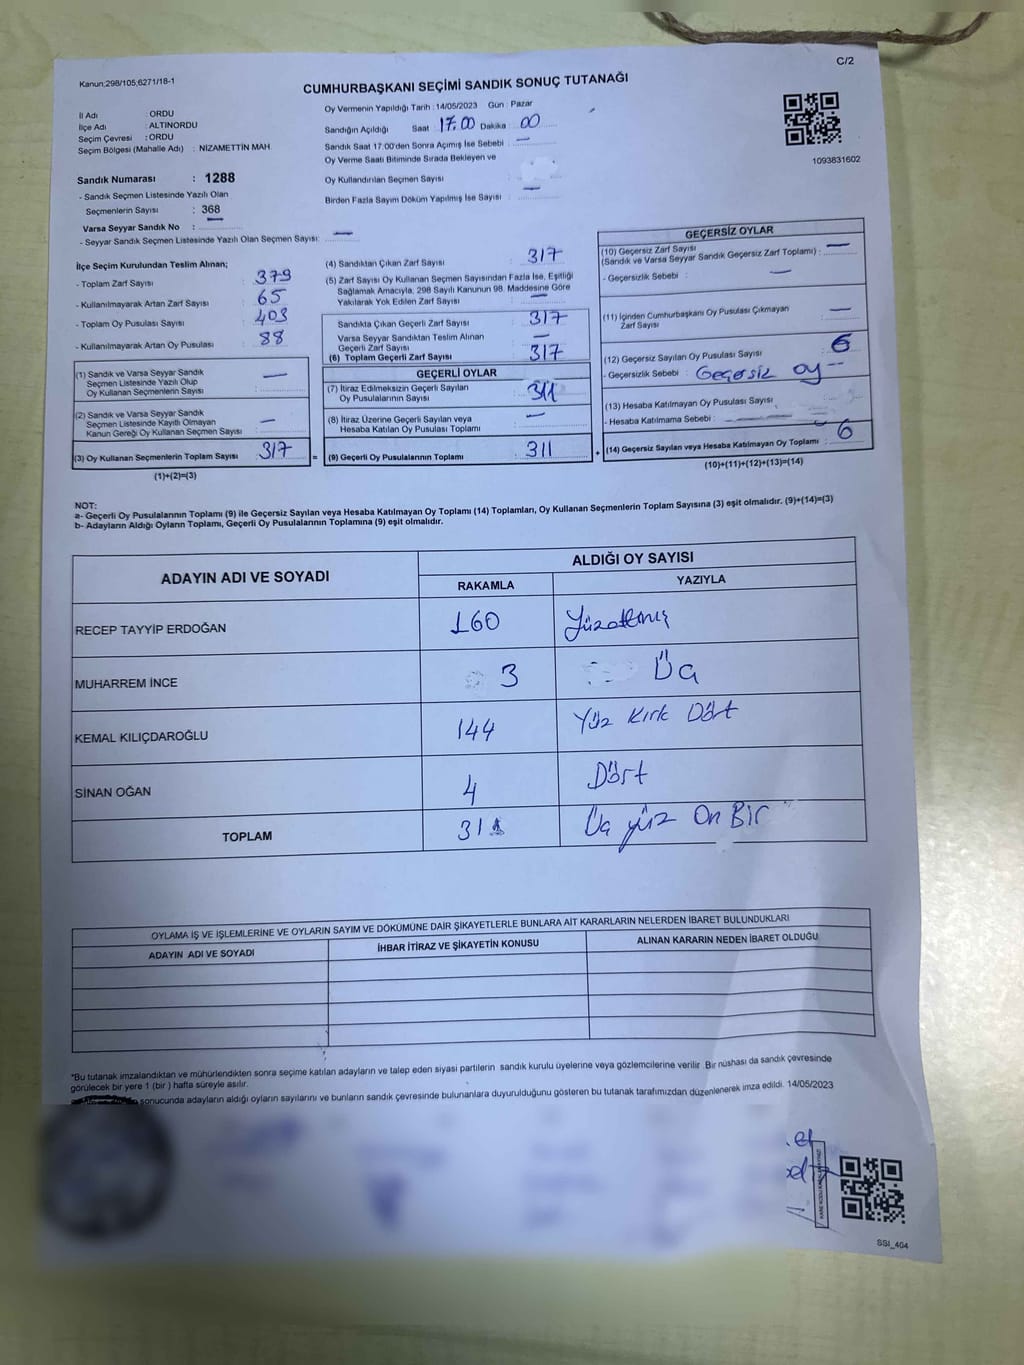 C/2
Kanun;298/105;6271/18-1
CUMHURBAŞKANI SEÇİMİ SANDIK SONUÇ TUTANAĞI
İl Adı : ORDU
İlçe Adı : ALTINORDU
Seçim Çevresi : ORDU
Seçim Bölgesi (Mahalle Adı) : NİZAMETTİN MAH.
Oy Vermenin Yapıldığı Tarih : 14/05/2023 Gün : Pazar
Sandığın Açıldığı Saat : 17.00 Dakika : 00
Sandık Saat 17:00'den Sonra Açımış İse Sebebi : —
Oy Verme Saati Bitiminde Sırada Bekleyen ve
Oy Kullandırılan Seçmen Sayısı :
Birden Fazla Sayım Döküm Yapılmış İse Sayısı : —
1093831602
Sandık Numarası : 1288
- Sandık Seçmen Listesinde Yazılı Olan
Seçmenlerin Sayısı : 368
Varsa Seyyar Sandık No : —
- Seyyar Sandık Seçmen Listesinde Yazılı Olan Seçmen Sayısı: —
İlçe Seçim Kurulundan Teslim Alınan;
- Toplam Zarf Sayısı : 379
- Kullanılmayarak Artan Zarf Sayısı : 65
- Toplam Oy Pusulası Sayısı : 403
- Kullanılmayarak Artan Oy Pusulası : 88
(1) Sandık ve Varsa Seyyar Sandık
Seçmen Listesinde Yazılı Olup
Oy Kullanan Seçmenlerin Sayısı : —
(2) Sandık ve Varsa Seyyar Sandık
Seçmen Listesinde Kayıtlı Olmayan
Kanun Gereği Oy Kullanan Seçmen Sayısı : —
(3) Oy Kullanan Seçmenlerin Toplam Sayısı : 317
(1)+(2)=(3)
(4) Sandıktan Çıkan Zarf Sayısı : 317
(5) Zarf Sayısı Oy Kullanan Seçmen Sayısından Fazla İse, Eşitliği
Sağlamak Amacıyla, 298 Sayılı Kanunun 98. Maddesine Göre
Yakılarak Yok Edilen Zarf Sayısı : —
Sandıkta Çıkan Geçerli Zarf Sayısı : 317
Varsa Seyyar Sandıktan Teslim Alınan
Geçerli Zarf Sayısı : —
(6) Toplam Geçerli Zarf Sayısı : 317
GEÇERLİ OYLAR
(7) İtiraz Edilmeksizin Geçerli Sayılan
Oy Pusulalarının Sayısı : 311
(8) İtiraz Üzerine Geçerli Sayılan veya
Hesaba Katılan Oy Pusulası Toplamı : —
= (9) Geçerli Oy Pusulalarının Toplamı : 311 +
GEÇERSİZ OYLAR
(10) Geçersiz Zarf Sayısı
(Sandık ve Varsa Seyyar Sandık Geçersiz Zarf Toplamı) : —
- Geçersizlik Sebebi : —
(11) İçinden Cumhurbaşkanı Oy Pusulası Çıkmayan
Zarf Sayısı : —
(12) Geçersiz Sayılan Oy Pusulası Sayısı : 6
- Geçersizlik Sebebi : Geçersiz oy
(13) Hesaba Katılmayan Oy Pusulası Sayısı :
- Hesaba Katılmama Sebebi :
(14) Geçersiz Sayılan veya Hesaba Katılmayan Oy Toplamı : 6
(10)+(11)+(12)+(13)=(14)
NOT:
a- Geçerli Oy Pusulalarının Toplamı (9) ile Geçersiz Sayılan veya Hesaba Katılmayan Oy Toplamı (14) Toplamları, Oy Kullanan Seçmenlerin Toplam Sayısına (3) eşit olmalıdır. (9)+(14)=(3)
b- Adayların Aldığı Oyların Toplamı, Geçerli Oy Pusulalarının Toplamına (9) eşit olmalıdır.
ADAYIN ADI VE SOYADI
ALDIĞI OY SAYISI
RAKAMLA YAZIYLA
RECEP TAYYİP ERDOĞAN 160 Yüzaltmış
MUHARREM İNCE 3 Üç
KEMAL KILIÇDAROĞLU 144 Yüz Kırk Dört
SİNAN OĞAN 4 Dört
TOPLAM 311 Üç yüz On Bir
OYLAMA İŞ VE İŞLEMLERİNE VE OYLARIN SAYIM VE DÖKÜMÜNE DAİR ŞİKAYETLERLE BUNLARA AİT KARARLARIN NELERDEN İBARET BULUNDUKLARI
ADAYIN ADI VE SOYADI İHBAR İTİRAZ VE ŞİKAYETİN KONUSU ALINAN KARARIN NEDEN İBARET OLDUĞU
*Bu tutanak imzalandıktan ve mühürlendikten sonra seçime katılan adayların ve talep eden siyasi partilerin sandık kurulu üyelerine veya gözlemcilerine verilir. Bir nüshası da sandık çevresinde
görülecek bir yere 1 (bir ) hafta süreyle asılır.
sonucunda adayların aldığı oyların sayılarını ve bunların sandık çevresinde bulunanlara duyurulduğunu gösteren bu tutanak tarafımızdan düzenlenerek imza edildi. 14/05/2023
SSI_404